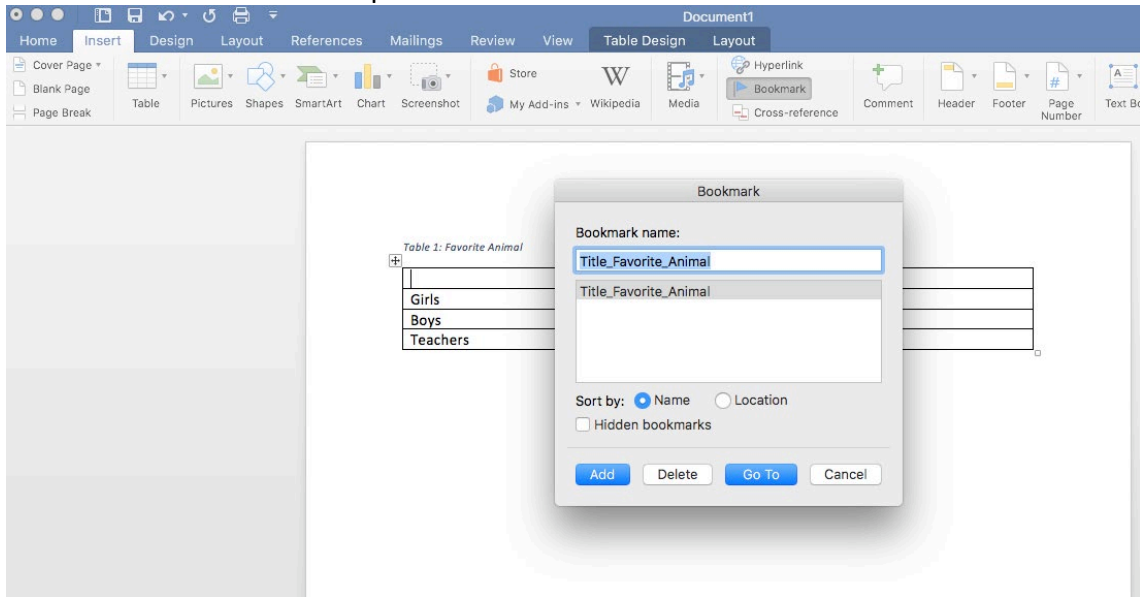 Document1
Home Insert Design Layout References Mailings Review View Table Design Layout
Cover Page
Blank Page
Page Break
Table
Pictures
Shapes
SmartArt
Chart
Screenshot
Store
My Add-ins
W
Wikipedia
Media
Hyperlink
Bookmark
Cross-reference
Comment
Header
Footer
#
Page
Number
A
Text Bo
Bookmark
Bookmark name:
Title_Favorite_Animal
Title_Favorite_Animal
Sort by: Name Location
Hidden bookmarks
Add Delete Go To Cancel
Table 1: Favorite Animal
Girls
Boys
Teachers